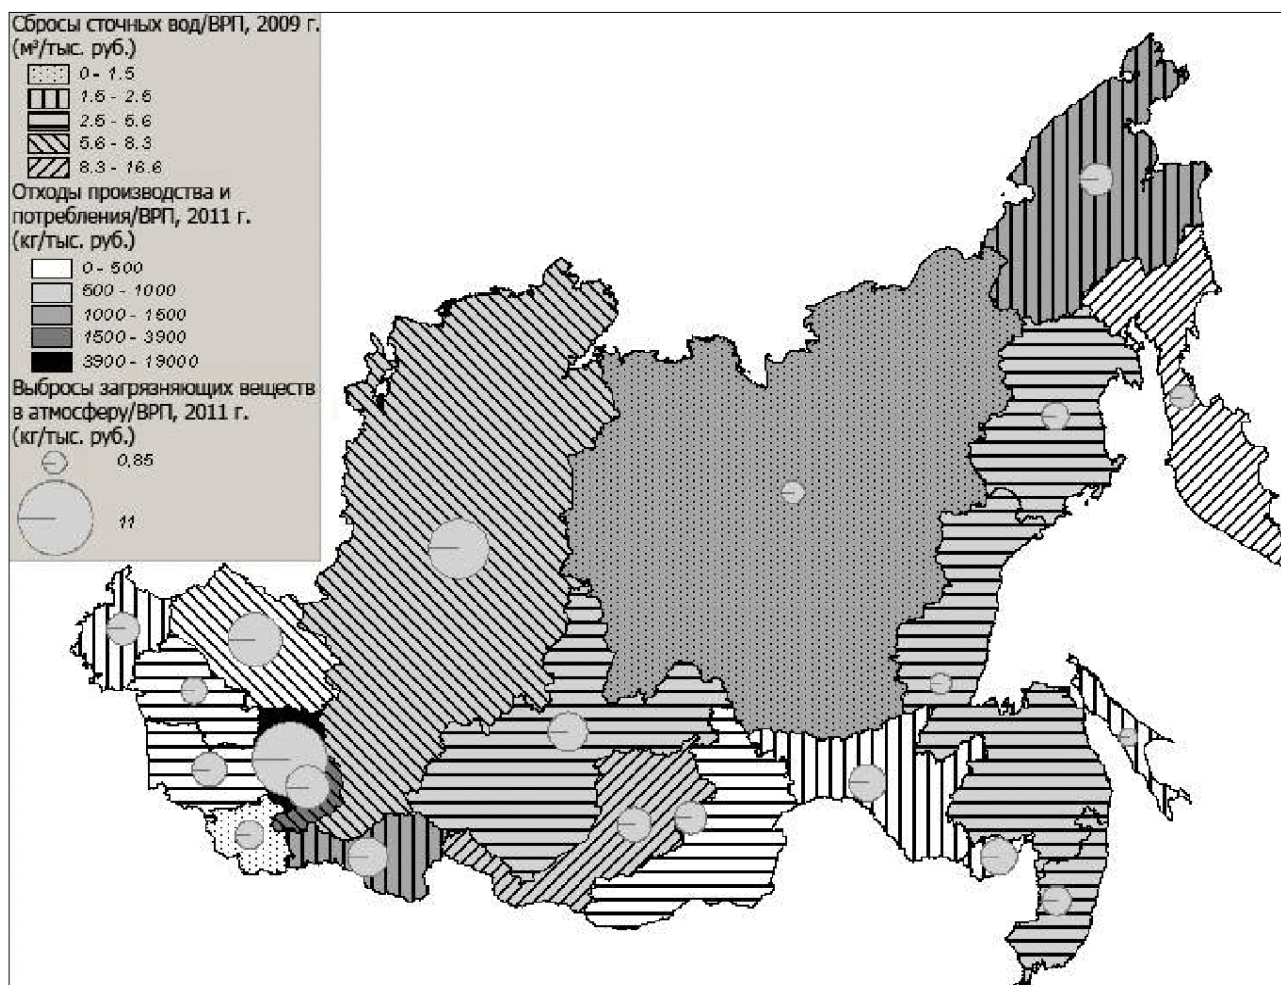 Сбросы сточных вод/ВРП, 2009 г.
(м³/тыс. руб.)
0 - 1.5
1.5 - 2.5
2.5 - 5.6
5.6 - 8.3
8.3 - 16.6
Отходы производства и
потребления/ВРП, 2011 г.
(кг/тыс. руб.)
0 - 500
500 - 1000
1000 - 1500
1500 - 3900
3900 - 19000
Выбросы загрязняющих веществ
в атмосферу/ВРП, 2011 г.
(кг/тыс. руб.)
0,85
11